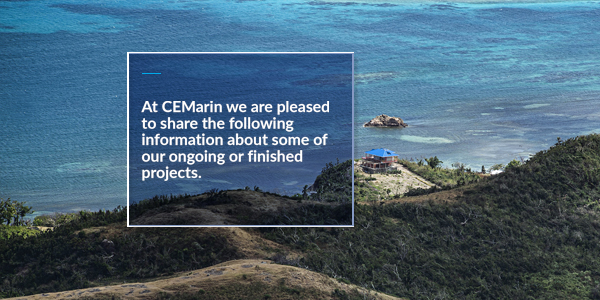 At CEMarin we are pleased
to share the following
information about some of
our ongoing or finished
projects.